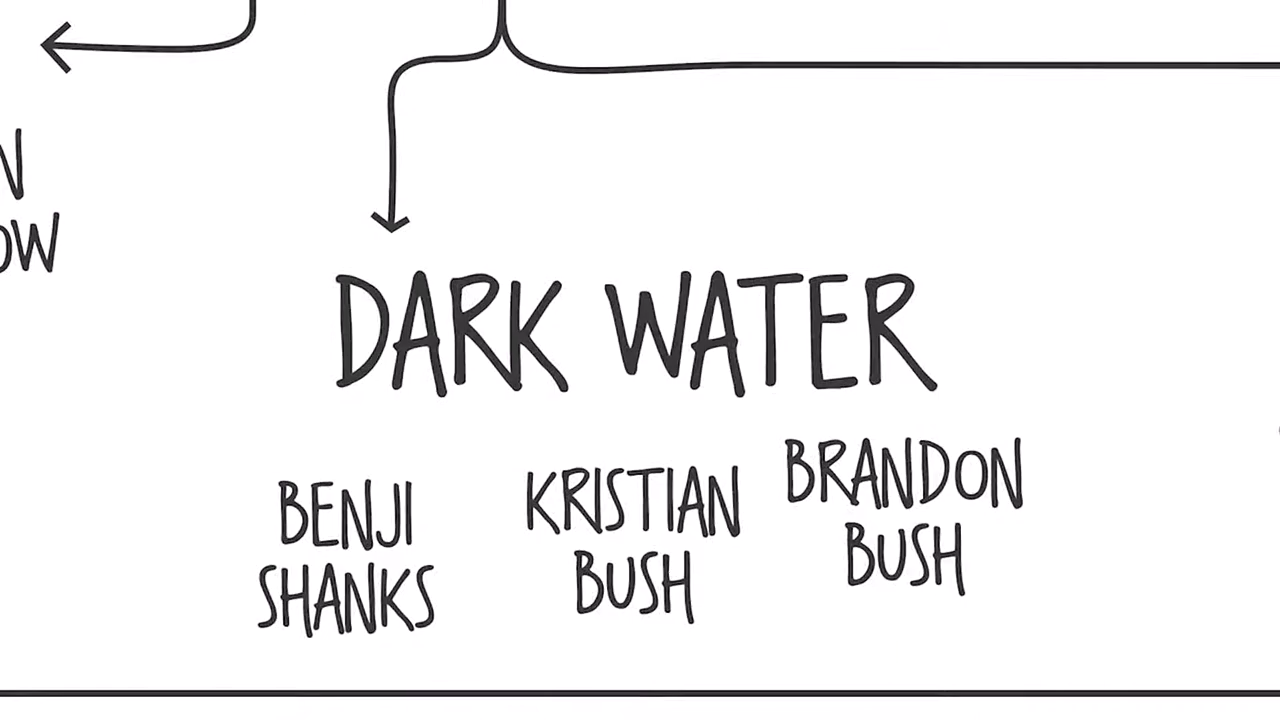 DARK WATER
BENJI
SHANKS
KRISTIAN
BUSH
BRANDON
BUSH